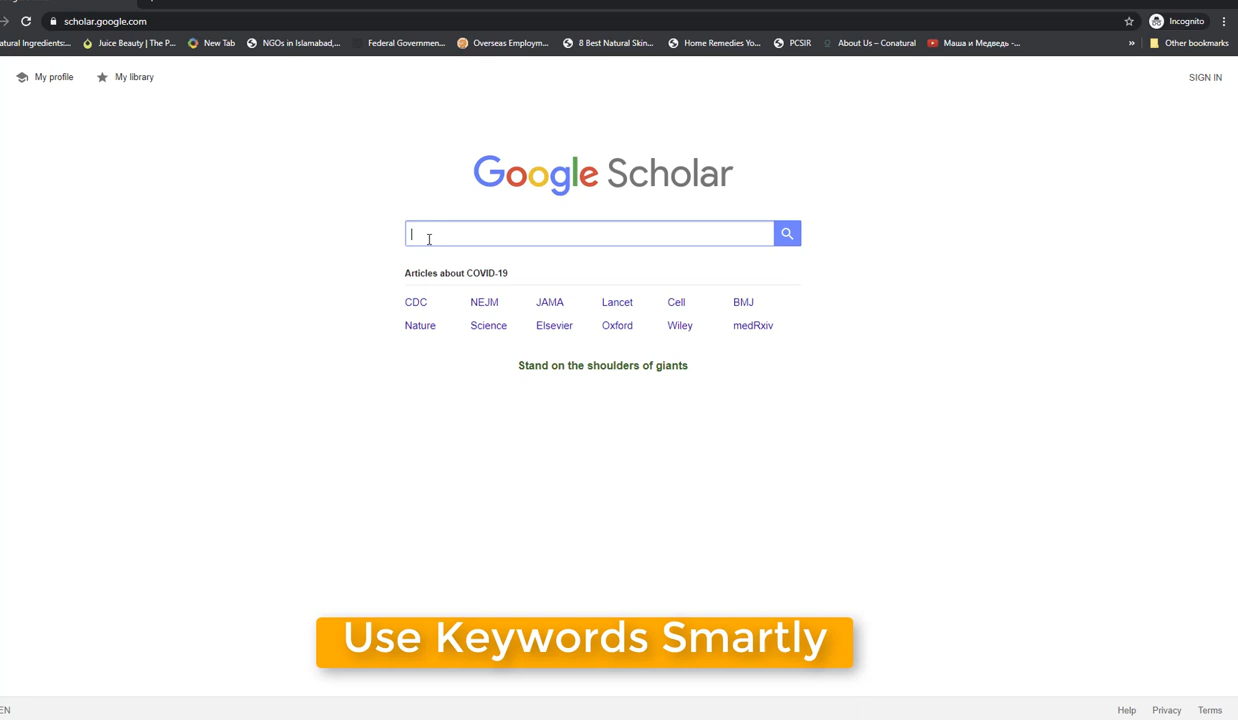 scholar.google.com
Incognito
atural Ingredients:...
Juice Beauty | The P...
New Tab
NGOs in Islamabad,...
Federal Governmen...
Overseas Employm...
8 Best Natural Skin...
Home Remedies Yo...
PCSIR
About Us – Conatural
Маша и Медведь -...
»
Other bookmarks
My profile
My library
SIGN IN
Google Scholar
Articles about COVID-19
CDC NEJM JAMA Lancet Cell BMJ
Nature Science Elsevier Oxford Wiley medRxiv
Stand on the shoulders of giants
Use Keywords Smartly
EN
Help Privacy Terms